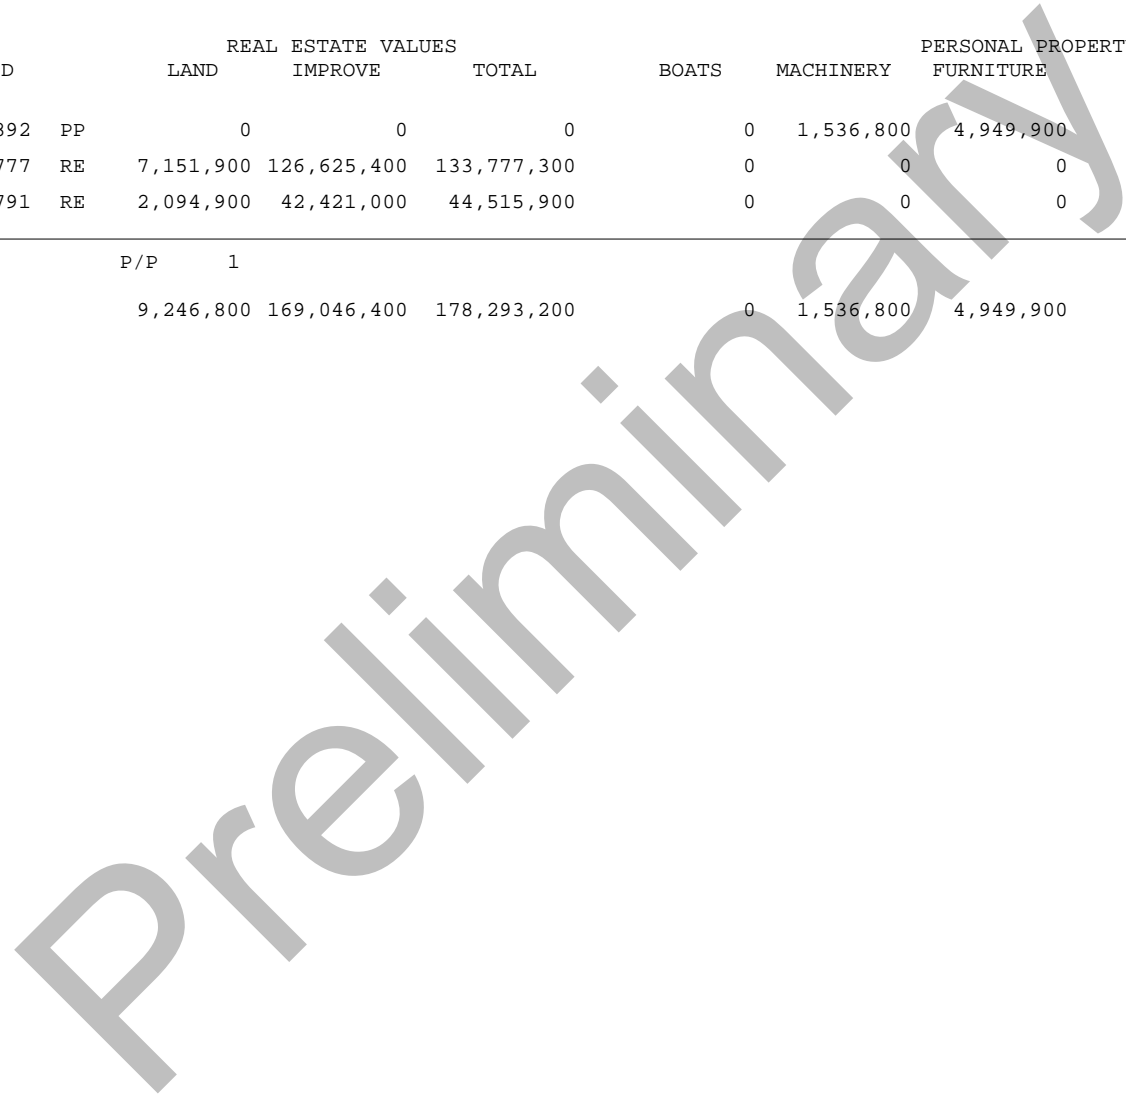 REAL ESTATE VALUES PERSONAL PROPERT
D LAND IMPROVE TOTAL BOATS MACHINERY FURNITURE
392 PP 0 0 0 0 1,536,800 4,949,900
777 RE 7,151,900 126,625,400 133,777,300 0 0 0
791 RE 2,094,900 42,421,000 44,515,900 0 0 0
P/P 1
9,246,800 169,046,400 178,293,200 0 1,536,800 4,949,900
Preliminary